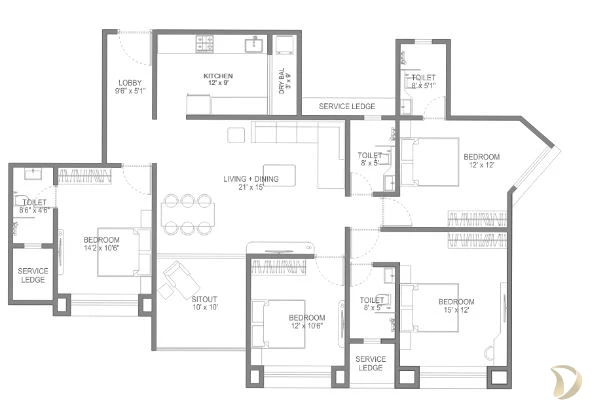 LOBBY
9'6" x 5'1"
KITCHEN
12' x 9'
DRY BAL
3' x 9'
TOILET
8' x 5'1"
SERVICE LEDGE
TOILET
8' x 5'
BEDROOM
12' x 12'
LIVING + DINING
21' x 15'
TOILET
8'6" x 4'6"
BEDROOM
14'2 x 10'6"
SERVICE
LEDGE
SITOUT
10' x 10'
BEDROOM
12' x 10'6"
TOILET
8' x 5'
BEDROOM
15' x 12'
SERVICE
LEDGE